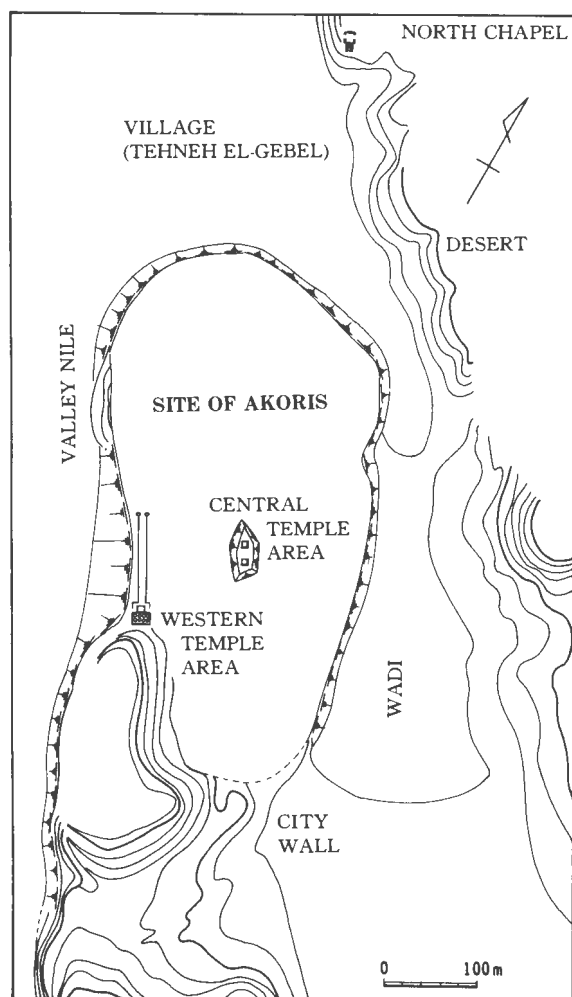 NORTH CHAPEL
VILLAGE
(TEHNEH EL-GEBEL)
DESERT
VALLEY NILE
SITE OF AKORIS
CENTRAL
TEMPLE
AREA
WESTERN
TEMPLE
AREA
WADI
CITY
WALL
0 100m